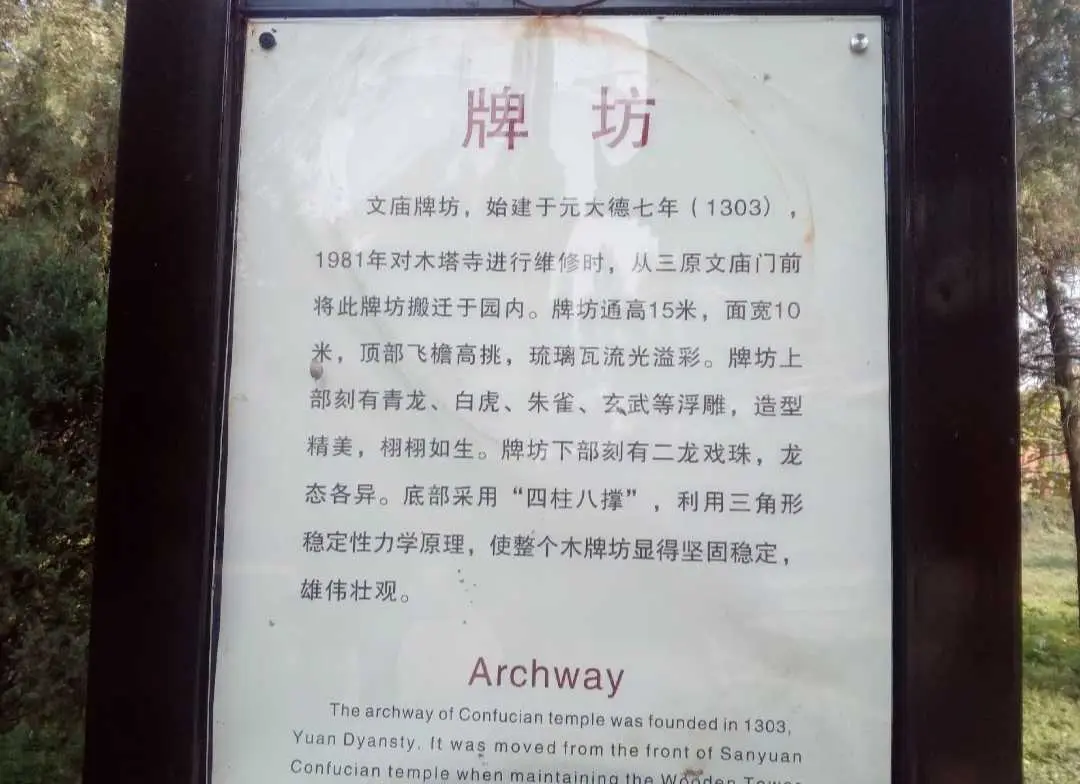 牌 坊
文庙牌坊，始建于元大德七年（1303），
1981年对木塔寺进行维修时，从三原文庙门前
将此牌坊搬迁于园内。牌坊通高15米，面宽10
米，顶部飞檐高挑，琉璃瓦流光溢彩。牌坊上
部刻有青龙、白虎、朱雀、玄武等浮雕，造型
精美，栩栩如生。牌坊下部刻有二龙戏珠，龙
态各异。底部采用“四柱八撑”，利用三角形
稳定性力学原理，使整个木牌坊显得坚固稳定，
雄伟壮观。
Archway
The archway of Confucian temple was founded in 1303,
Yuan Dyansty. It was moved from the front of Sanyuan
Confucian temple when maintaining the Wooden Tower